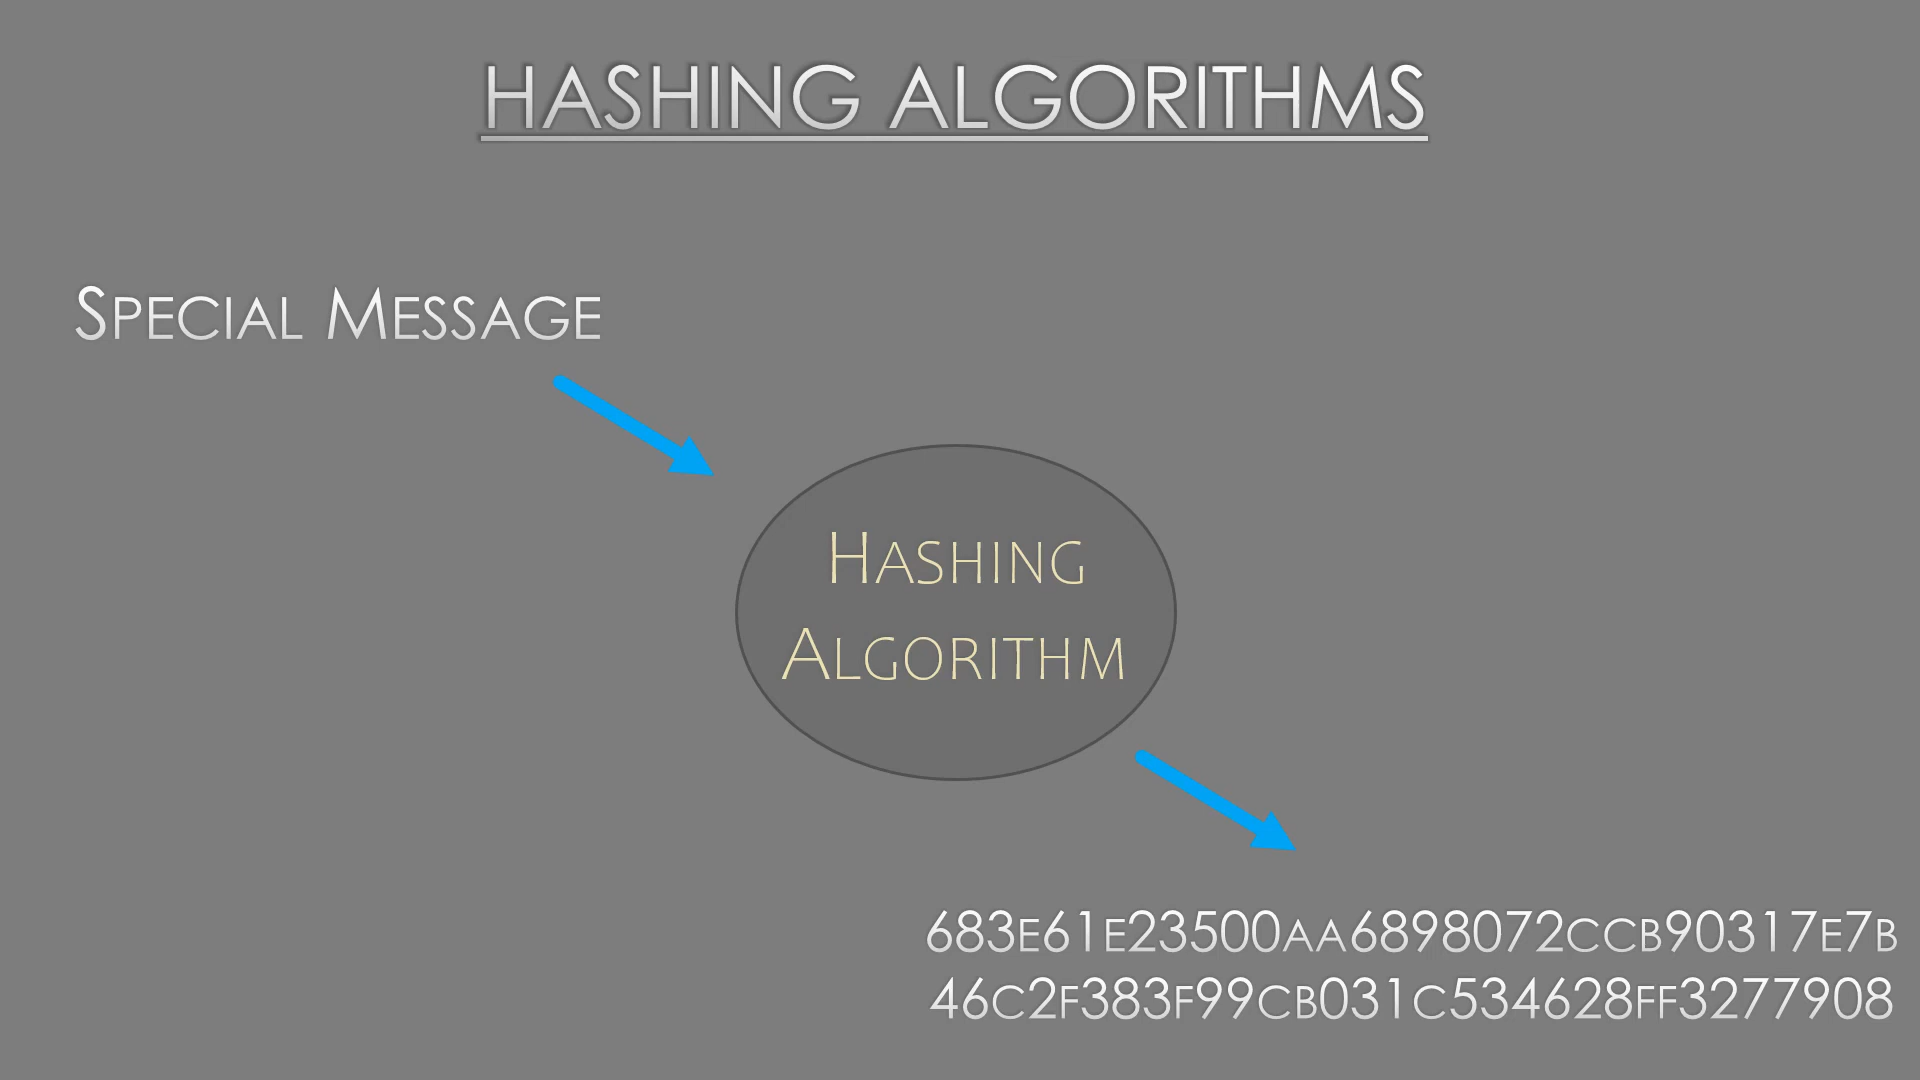 HASHING ALGORITHMS
SPECIAL MESSAGE
HASHING
ALGORITHM
683E61E23500AA6898072CCB90317E7B
46C2F383F99CB031C534628FF3277908